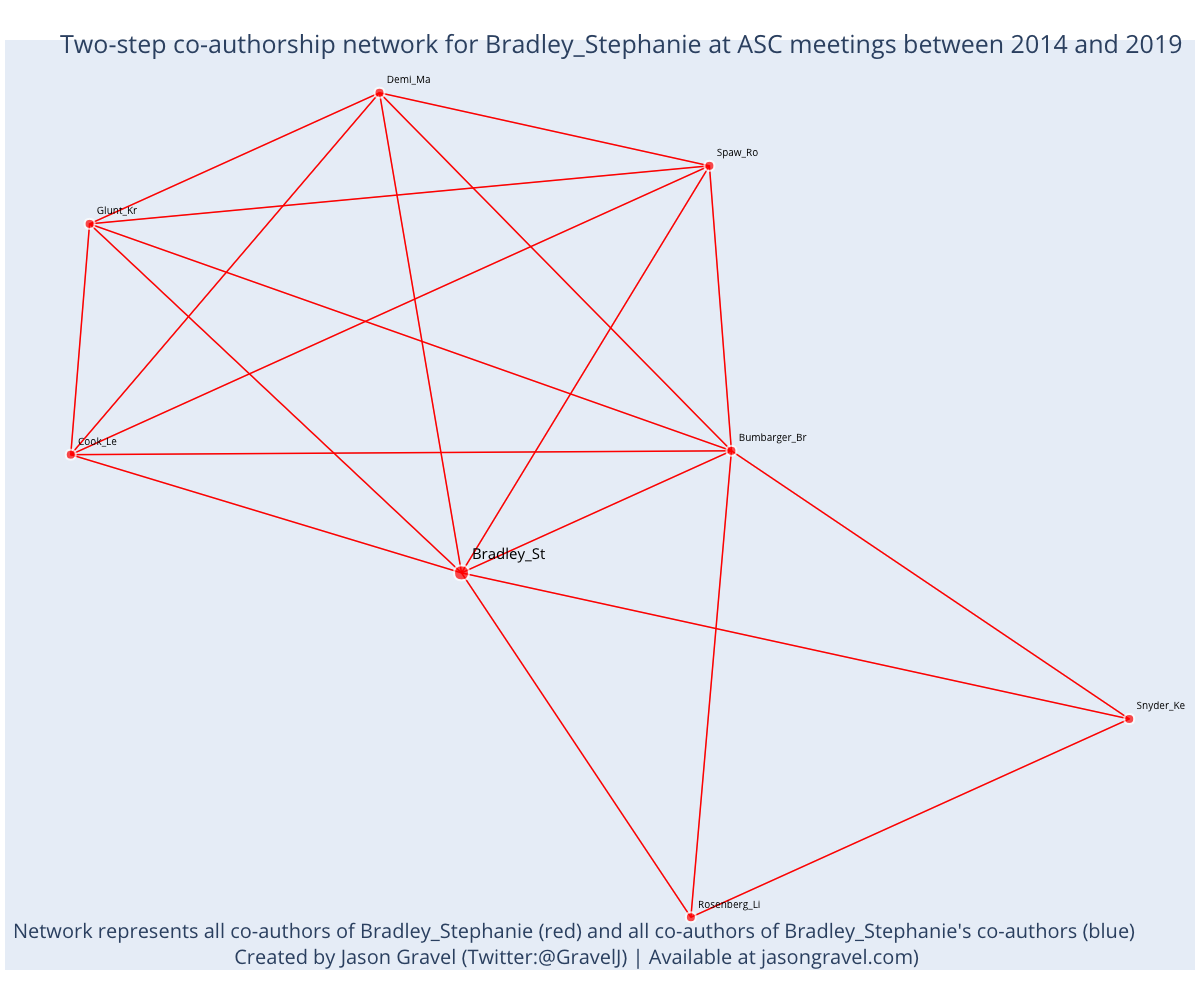 Two-step co-authorship network for Bradley_Stephanie at ASC meetings between 2014 and 2019
Demi_Ma
Spaw_Ro
Glunt_Kr
Bumbarger_Br
Cook_Le
Bradley_St
Snyder_Ke
Rosenberg_Li
Network represents all co-authors of Bradley_Stephanie (red) and all co-authors of Bradley_Stephanie's co-authors (blue)
Created by Jason Gravel (Twitter:@GravelJ) | Available at jasongravel.com)